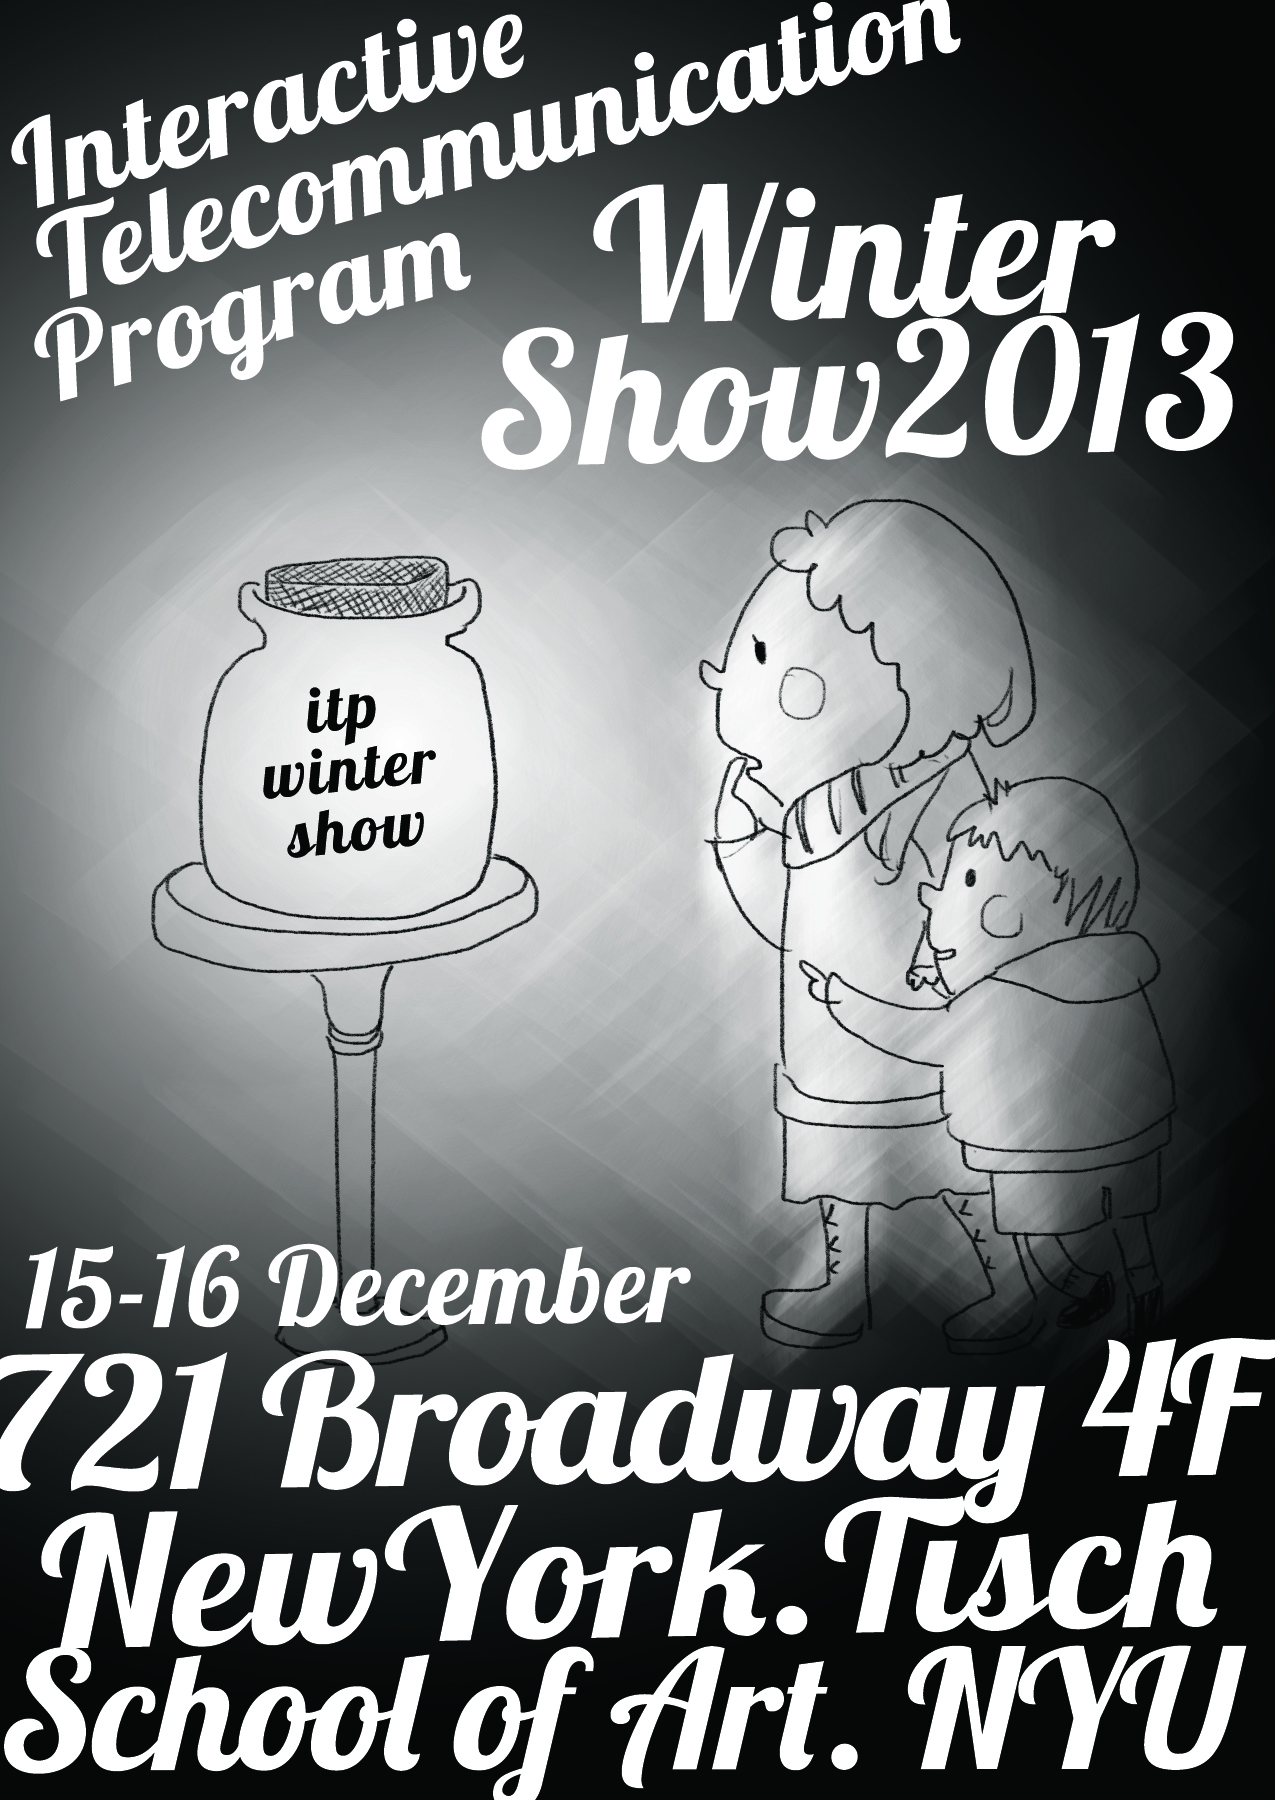 Interactive
Telecommunication
Program
Winter
Show2013
itp
winter
show
15-16 December
721 Broadway 4F
NewYork. Tisch
School of Art. NYU